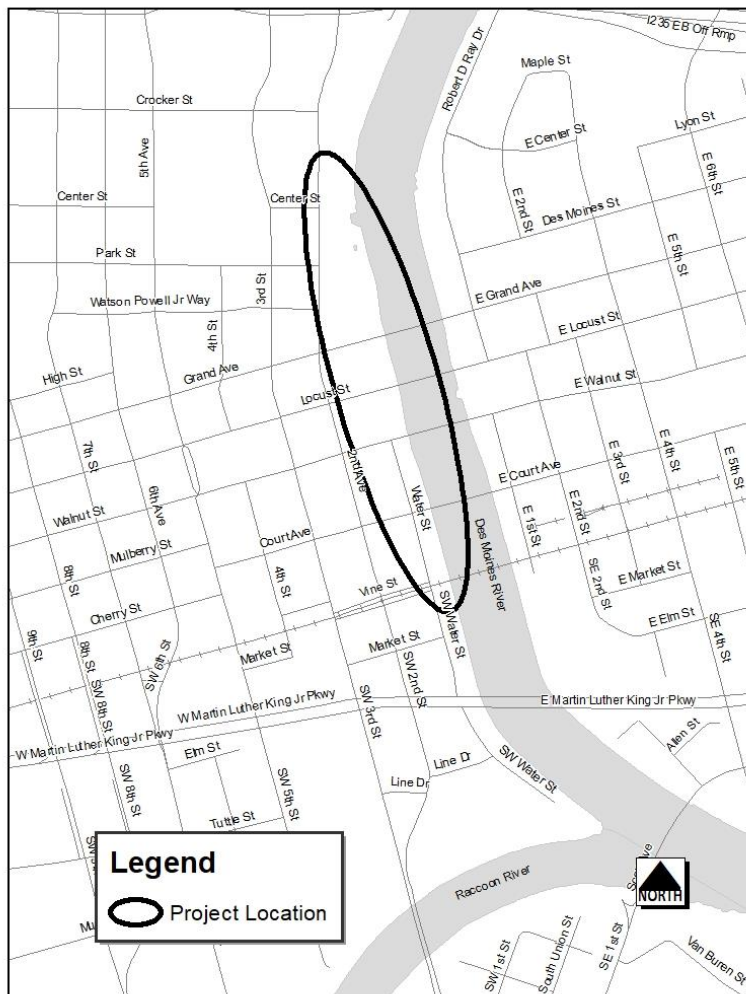 I235 EB Off Rmp
Robert D Ray Dr
Maple St
Crocker St
Lyon St
E Center St
5th Ave
E 6th St
Center St
Center St
E 2nd St
Des Moines St
E 5th St
Park St
3rd St
E Grand Ave
Watson Powell Jr Way
4th St
E Locust St
High St
Grand Ave
Locust St
E Walnut St
7th St
2nd Ave
E 3rd St
E 4th St
E 5th St
6th Ave
Water St
E Court Ave
Walnut St
E 1st St
E 2nd St
Mulberry St
Court Ave
Des Moines River
8th St
4th St
Vine St
SE 2nd St
E Market St
Cherry St
SW Water St
E Elm St
9th St
8th St
SW 6th St
Market St
Market St
SW 2nd St
SE 4th St
SW 8th St
W Martin Luther King Jr Pkwy
E Martin Luther King Jr Pkwy
SW 3rd St
W Martin Luther King Jr Pkwy
Allen St
Elm St
Line Dr
SW Water St
SW 8th St
SW 5th St
Line Dr
Tuttle St
Legend
Project Location
Raccoon River
NORTH
SW 1st St
South Union St
SE 1st St
Van Buren St